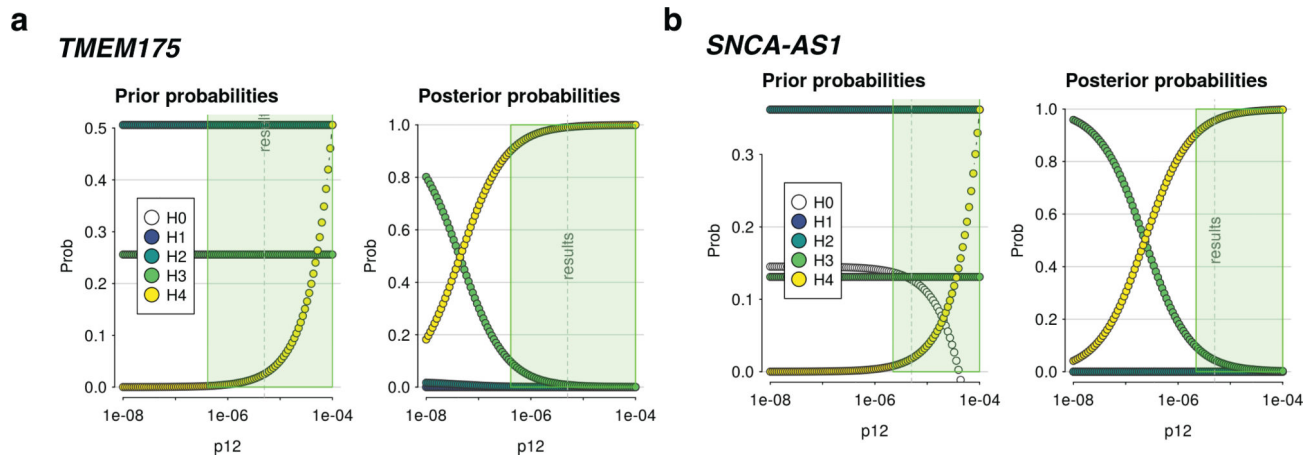 a
TMEM175
Prior probabilities
Posterior probabilities
Prob
0.5
0.4
0.3
0.2
0.1
0.0
results
H0
H1
H2
H3
H4
1e-08
1e-06
1e-04
p12
Prob
1.0
0.8
0.6
0.4
0.2
0.0
results
1e-08
1e-06
1e-04
p12
b
SNCA-AS1
Prior probabilities
Posterior probabilities
Prob
0.3
0.2
0.1
0.0
H0
H1
H2
H3
H4
1e-08
1e-06
1e-04
p12
Prob
1.0
0.8
0.6
0.4
0.2
0.0
results
1e-08
1e-06
1e-04
p12